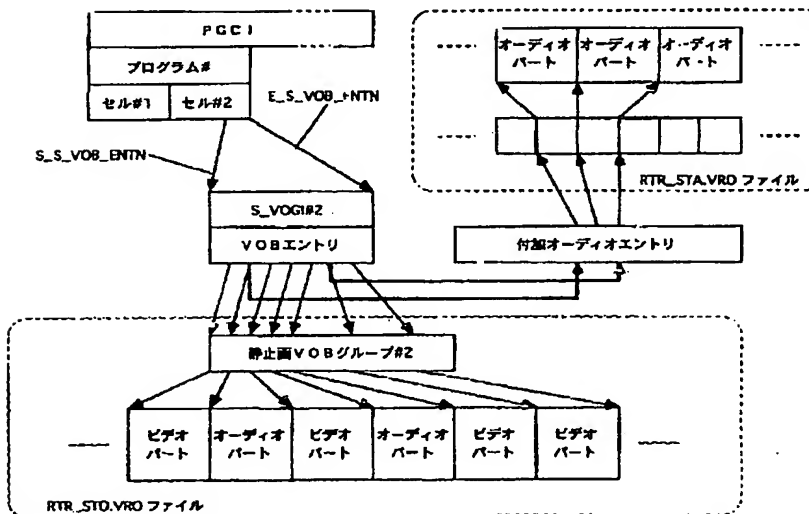 PGCI
プログラム#
セル#1
セル#2
E_S_VOB_ENTN
S_S_VOB_ENTN
S_VOGI#2
VOBエントリ
オーディオ
パート
オーディオ
パート
オーディオ
パート
RTR_STA.VRO ファイル
付加オーディオエントリ
静止画VOBグループ#2
ビデオ
パート
オーディオ
パート
ビデオ
パート
オーディオ
パート
ビデオ
パート
ビデオ
パート
RTR_STO.VRO ファイル